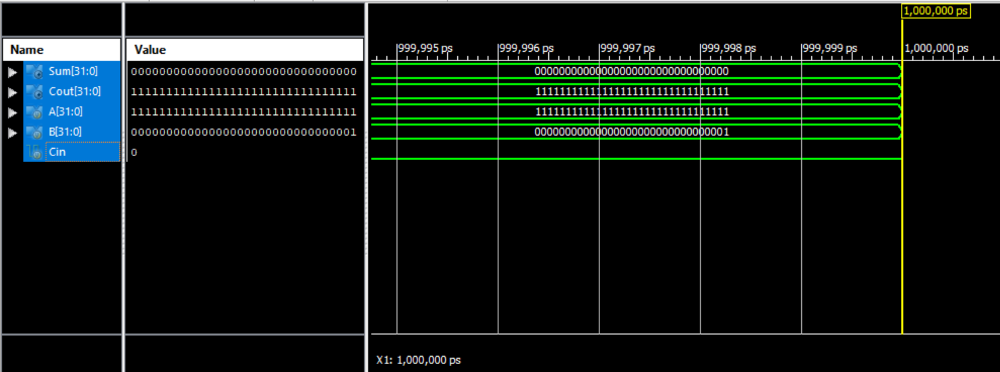 1,000,000 ps
Name Value 999,995 ps 999,996 ps 999,997 ps 999,998 ps 999,999 ps 1,000,000 ps
Sum[31:0] 00000000000000000000000000000000 00000000000000000000000000000000
Cout[31:0] 11111111111111111111111111111111 11111111111111111111111111111111
A[31:0] 11111111111111111111111111111111 11111111111111111111111111111111
B[31:0] 00000000000000000000000000000001 00000000000000000000000000000001
Cin 0
X1: 1,000,000 ps